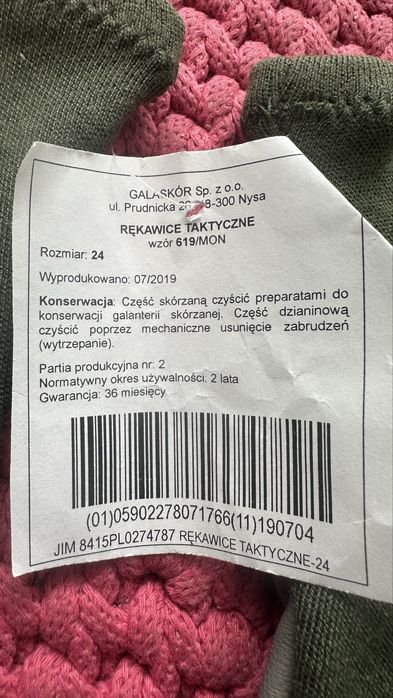 GALASKÓR Sp. z o.o.
ul. Prudnicka 8-300 Nysa
RĘKAWICE TAKTYCZNE
wzór 619/MON
Rozmiar: 24
Wyprodukowano: 07/2019
Konserwacja: Część skórzaną czyścić preparatami do
konserwacji galanterii skórzanej. Część dzianinową
czyścić poprzez mechaniczne usunięcie zabrudzeń
(wytrzepanie).
Partia produkcyjna nr: 2
Normatywny okres używalności: 2 lata
Gwarancja: 36 miesięcy
(01)05902278071766(11)190704
JIM 8415PL0274787 RĘKAWICE TAKTYCZNE-24